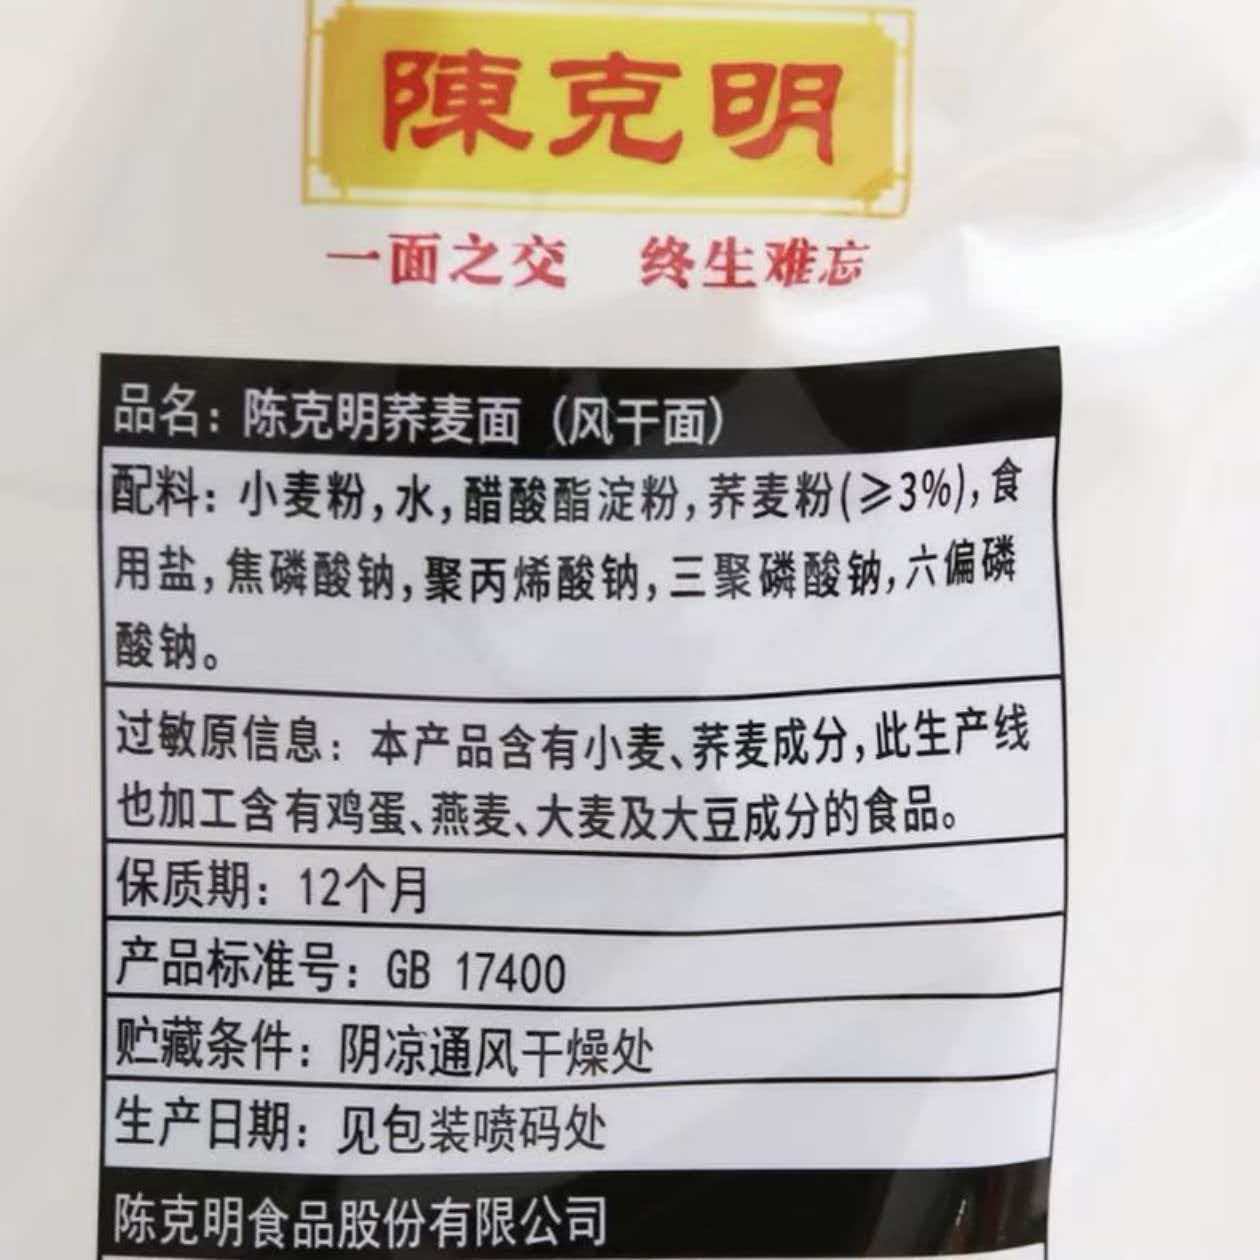 陳克明
一面之交 终生难忘
品名：陈克明荞麦面（风干面）
配料：小麦粉,水,醋酸酯淀粉,荞麦粉(≥3%),食
用盐,焦磷酸钠,聚丙烯酸钠,三聚磷酸钠,六偏磷
酸钠。
过敏原信息：本产品含有小麦、荞麦成分,此生产线
也加工含有鸡蛋、燕麦、大麦及大豆成分的食品。
保质期：12个月
产品标准号：GB 17400
贮藏条件：阴凉通风干燥处
生产日期：见包装喷码处
陈克明食品股份有限公司